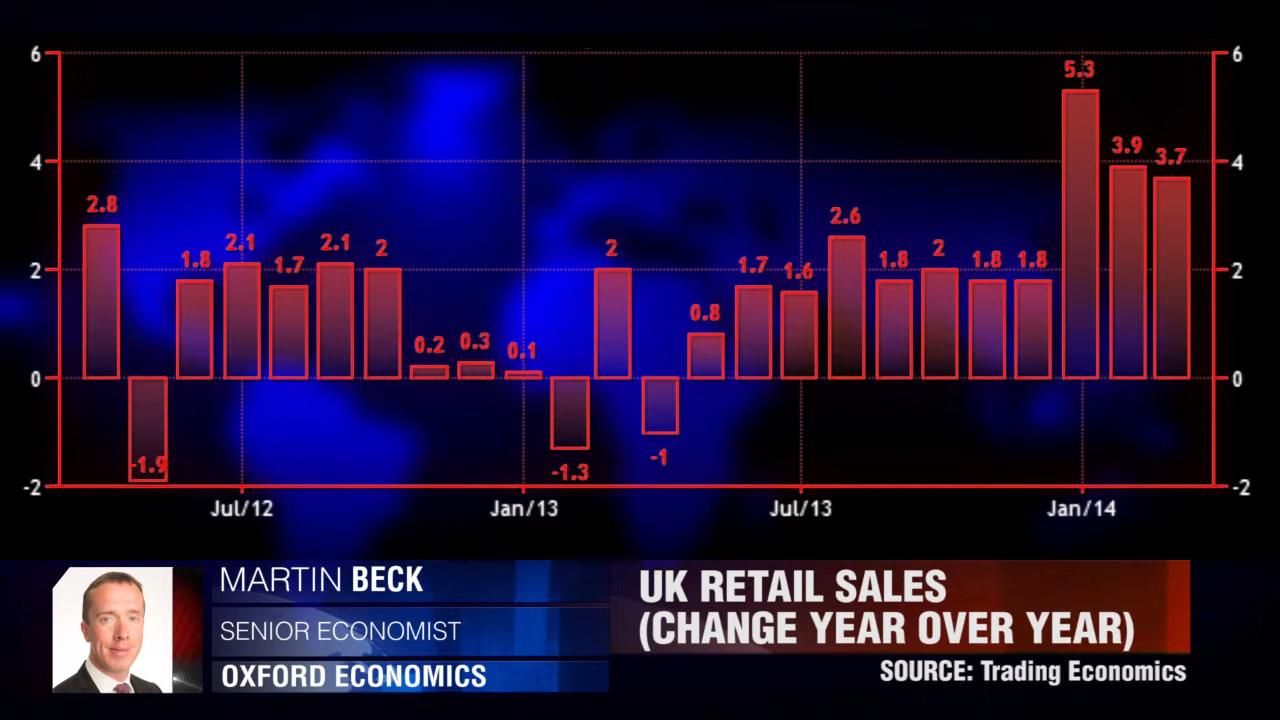 6 6
5.3
4 3.9 3.7 4
2.8 2.6
2.1 2.1 2 2 2
1.8 1.7 1.7 1.6 1.8 1.8 1.8
2 2
0.8
0.2 0.3 0.1
0 0
-1.9 -1.3 -1
-2 -2
Jul/12 Jan/13 Jul/13 Jan/14
MARTIN BECK
SENIOR ECONOMIST
OXFORD ECONOMICS
UK RETAIL SALES
(CHANGE YEAR OVER YEAR)
SOURCE: Trading Economics